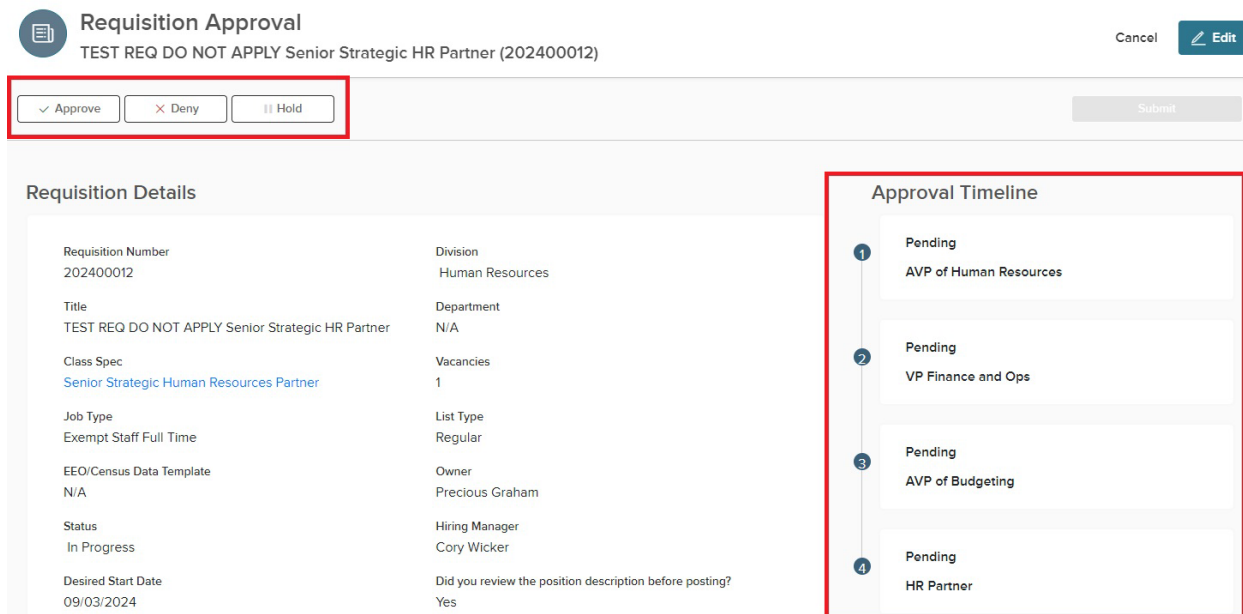 Requisition Approval
TEST REQ DO NOT APPLY Senior Strategic HR Partner (202400012)
Cancel
Edit
Approve
Deny
Hold
Submit
Requisition Details
Requisition Number
202400012
Division
Human Resources
Title
TEST REQ DO NOT APPLY Senior Strategic HR Partner
Department
N/A
Class Spec
Senior Strategic Human Resources Partner
Vacancies
1
Job Type
Exempt Staff Full Time
List Type
Regular
EEO/Census Data Template
N/A
Owner
Precious Graham
Status
In Progress
Hiring Manager
Cory Wicker
Desired Start Date
09/03/2024
Did you review the position description before posting?
Yes
Approval Timeline
1
Pending
AVP of Human Resources
2
Pending
VP Finance and Ops
3
Pending
AVP of Budgeting
4
Pending
HR Partner